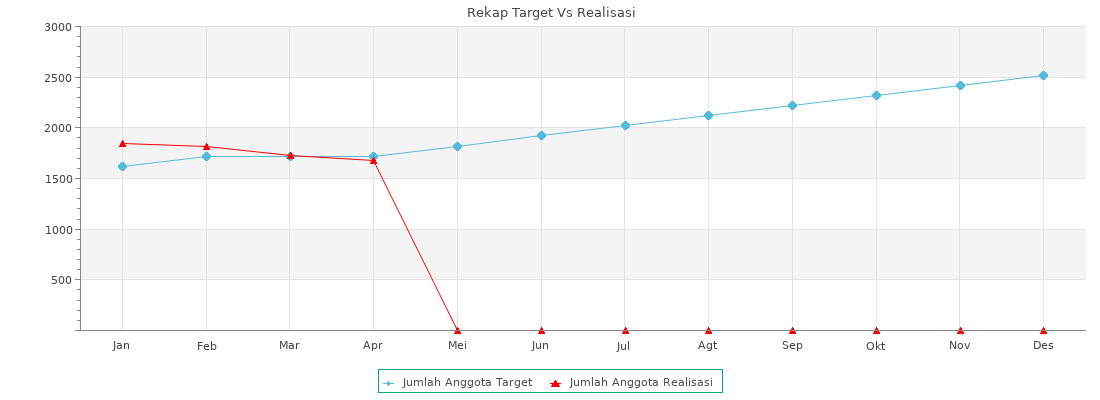 Rekap Target Vs Realisasi
3000
2500
2000
1500
1000
500
Jan Feb Mar Apr Mei Jun Jul Agt Sep Okt Nov Des
Jumlah Anggota Target Jumlah Anggota Realisasi